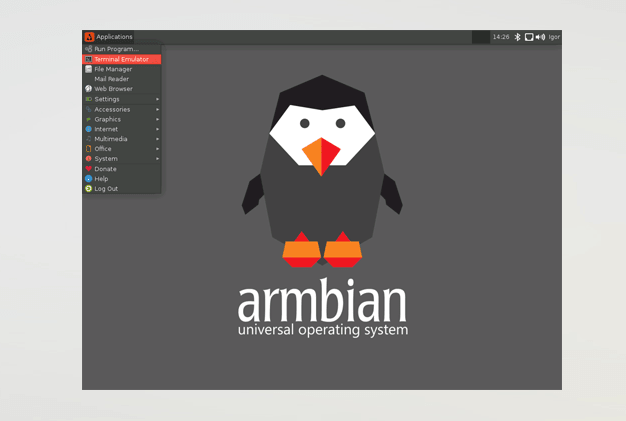 Applications
14:26
Igor
Run Program...
Terminal Emulator
File Manager
Mail Reader
Web Browser
Settings
Accessories
Graphics
Internet
Multimedia
Office
System
Donate
Help
Log Out
armbian
universal operating system